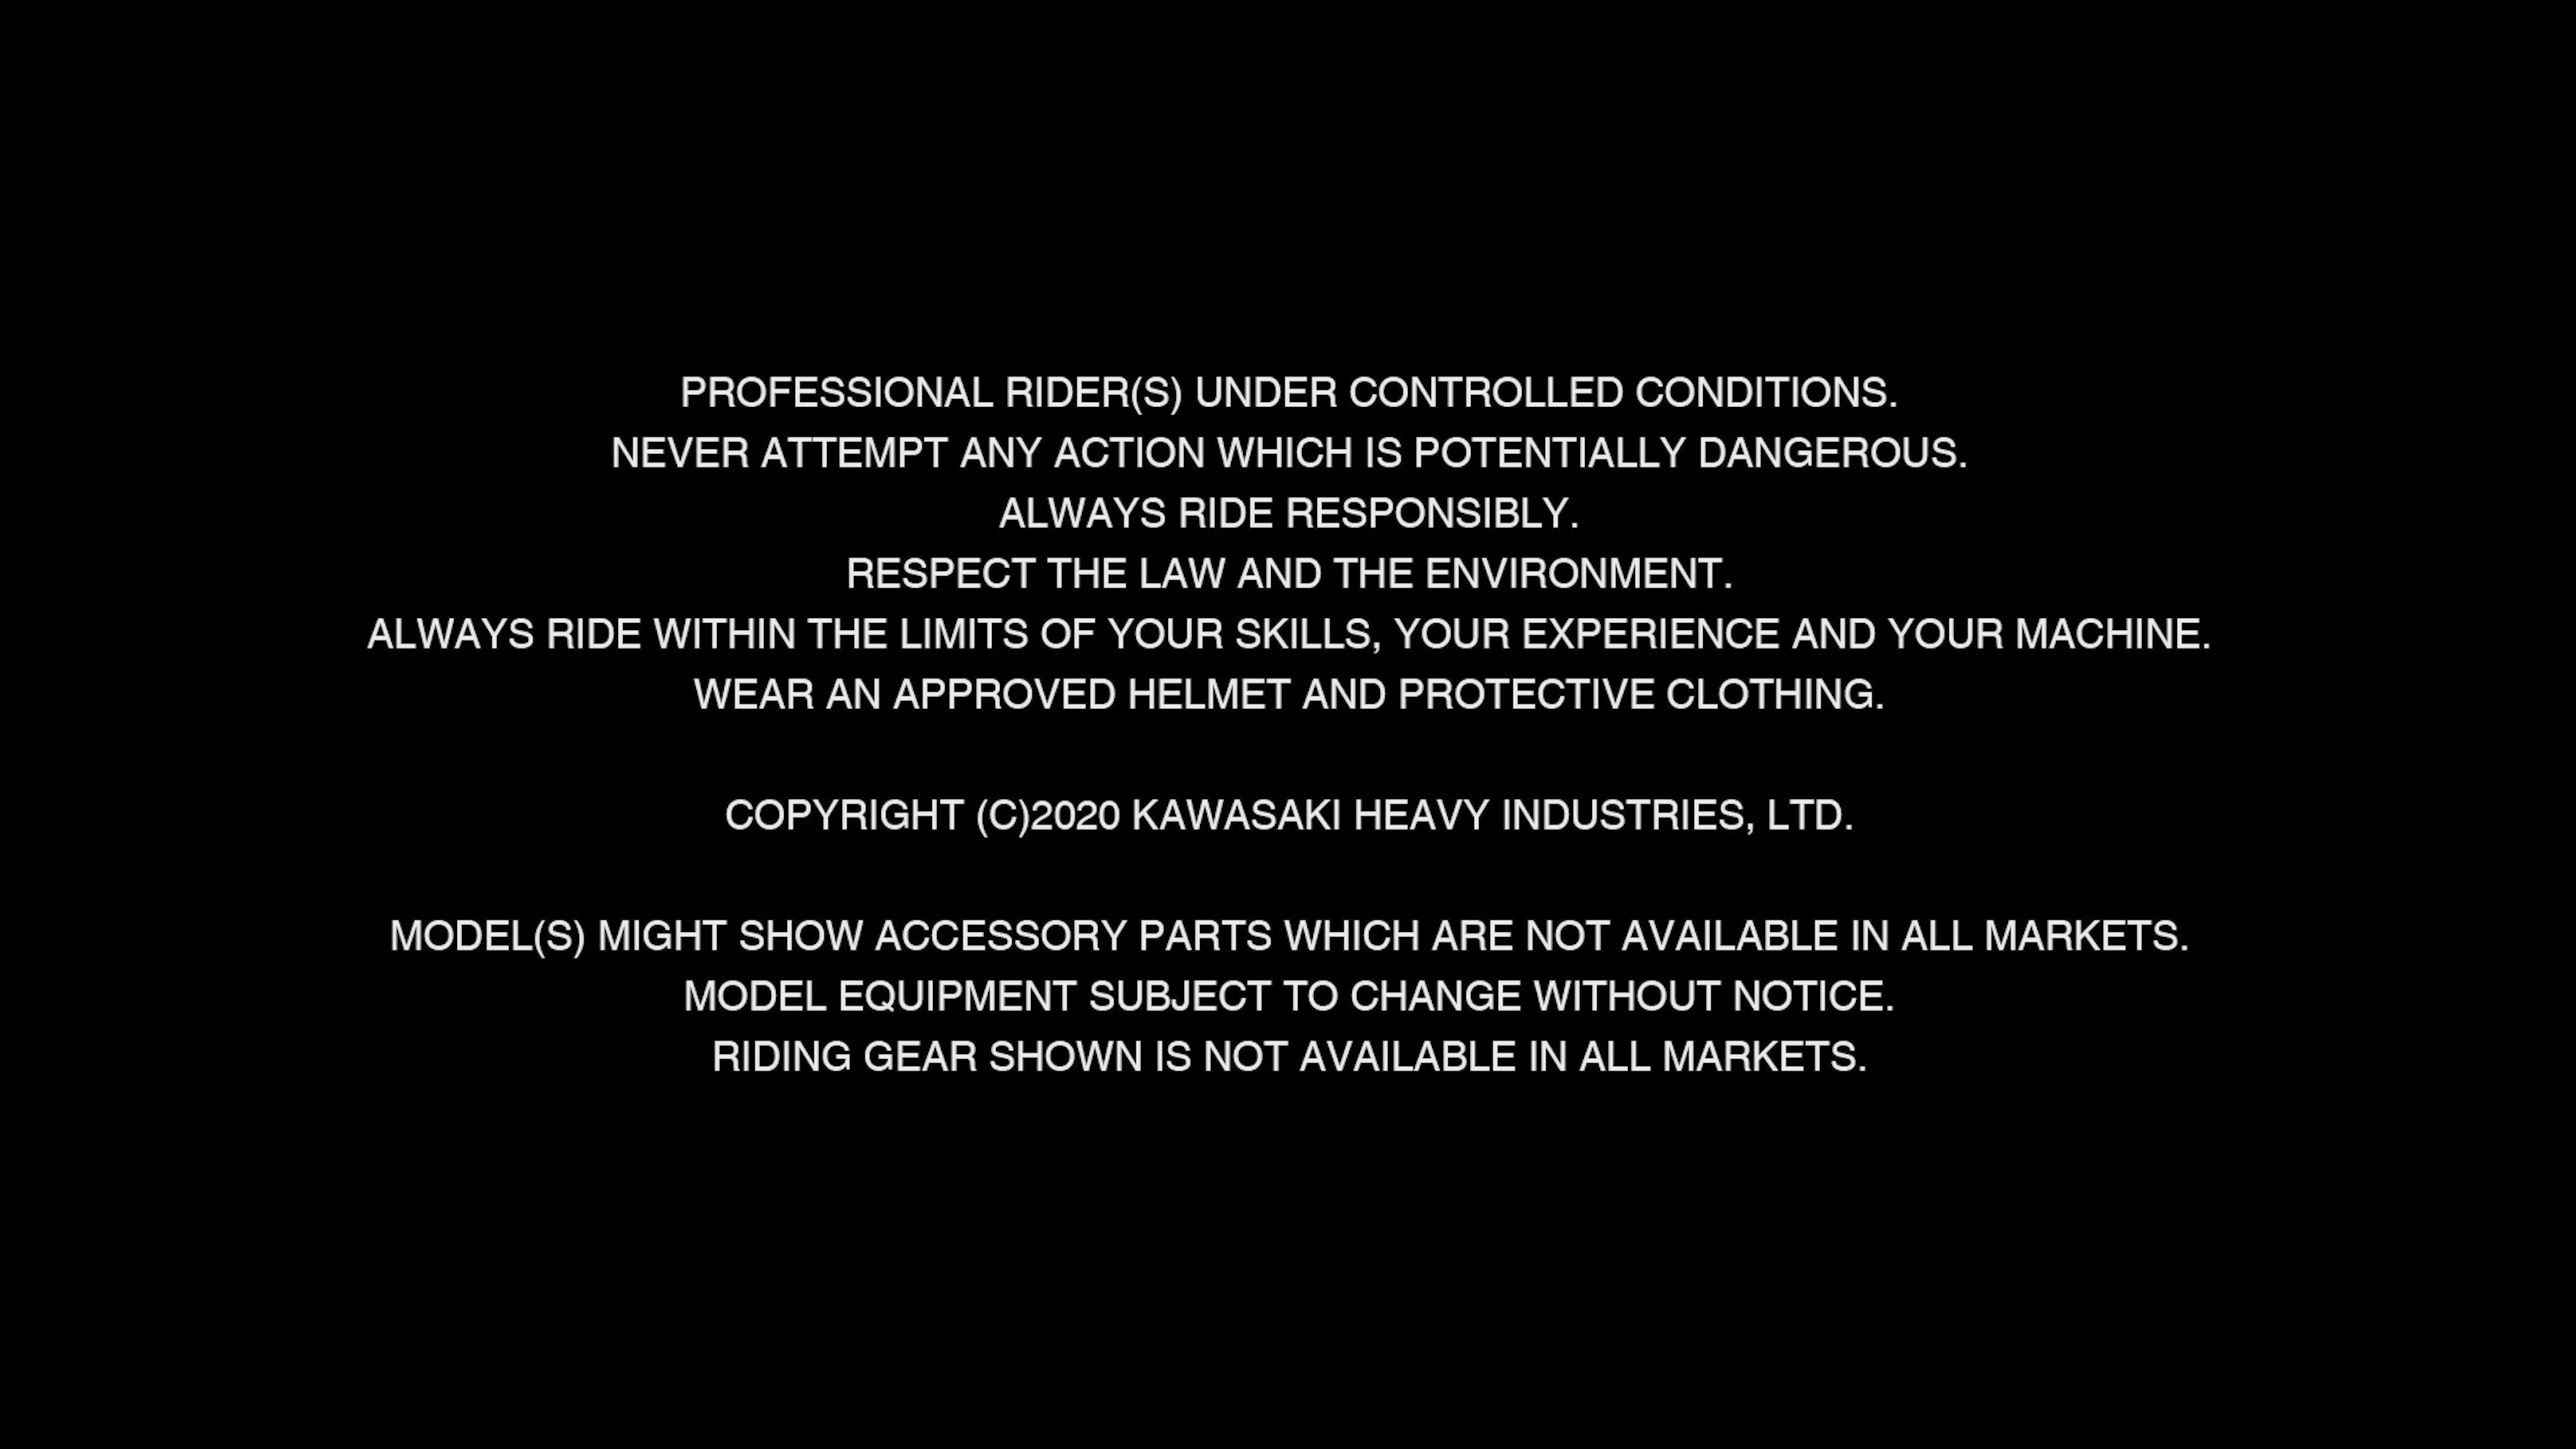 PROFESSIONAL RIDER(S) UNDER CONTROLLED CONDITIONS.
NEVER ATTEMPT ANY ACTION WHICH IS POTENTIALLY DANGEROUS.
ALWAYS RIDE RESPONSIBLY.
RESPECT THE LAW AND THE ENVIRONMENT.
ALWAYS RIDE WITHIN THE LIMITS OF YOUR SKILLS, YOUR EXPERIENCE AND YOUR MACHINE.
WEAR AN APPROVED HELMET AND PROTECTIVE CLOTHING.
COPYRIGHT (C)2020 KAWASAKI HEAVY INDUSTRIES, LTD.
MODEL(S) MIGHT SHOW ACCESSORY PARTS WHICH ARE NOT AVAILABLE IN ALL MARKETS.
MODEL EQUIPMENT SUBJECT TO CHANGE WITHOUT NOTICE.
RIDING GEAR SHOWN IS NOT AVAILABLE IN ALL MARKETS.